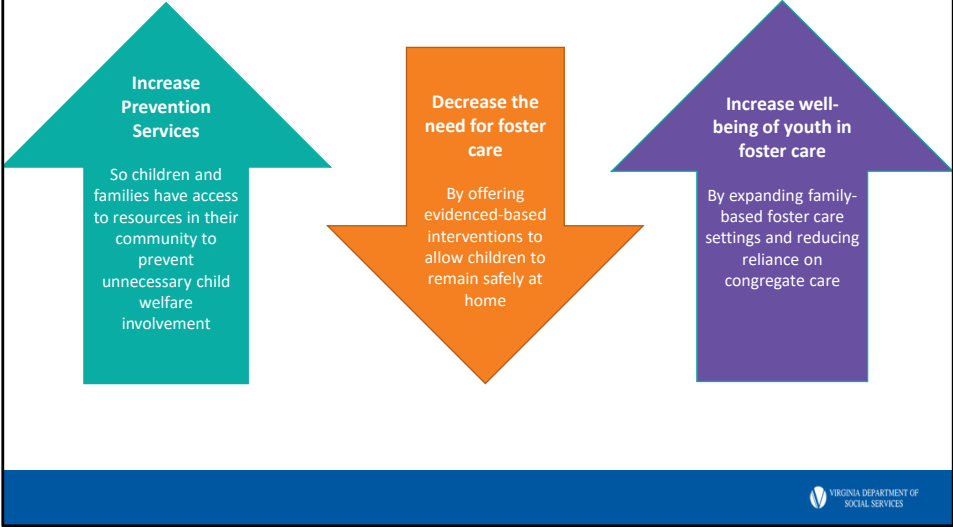 Increase
Prevention
Services
So children and
families have access
to resources in their
community to
prevent
unnecessary child
welfare
involvement
Decrease the
need for foster
care
By offering
evidenced-based
interventions to
allow children to
remain safely at
home
Increase well-
being of youth in
foster care
By expanding family-
based foster care
settings and reducing
reliance on
congregate care
VIRGINIA DEPARTMENT OF
SOCIAL SERVICES